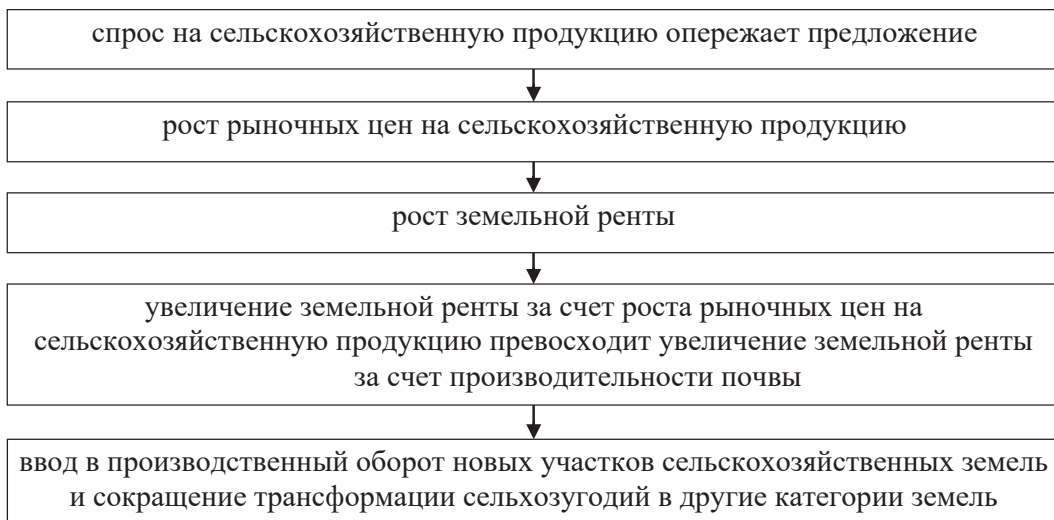 спрос на сельскохозяйственную продукцию опережает предложение
рост рыночных цен на сельскохозяйственную продукцию
рост земельной ренты
увеличение земельной ренты за счет роста рыночных цен на
сельскохозяйственную продукцию превосходит увеличение земельной ренты
за счет производительности почвы
ввод в производственный оборот новых участков сельскохозяйственных земель
и сокращение трансформации сельхозугодий в другие категории земель